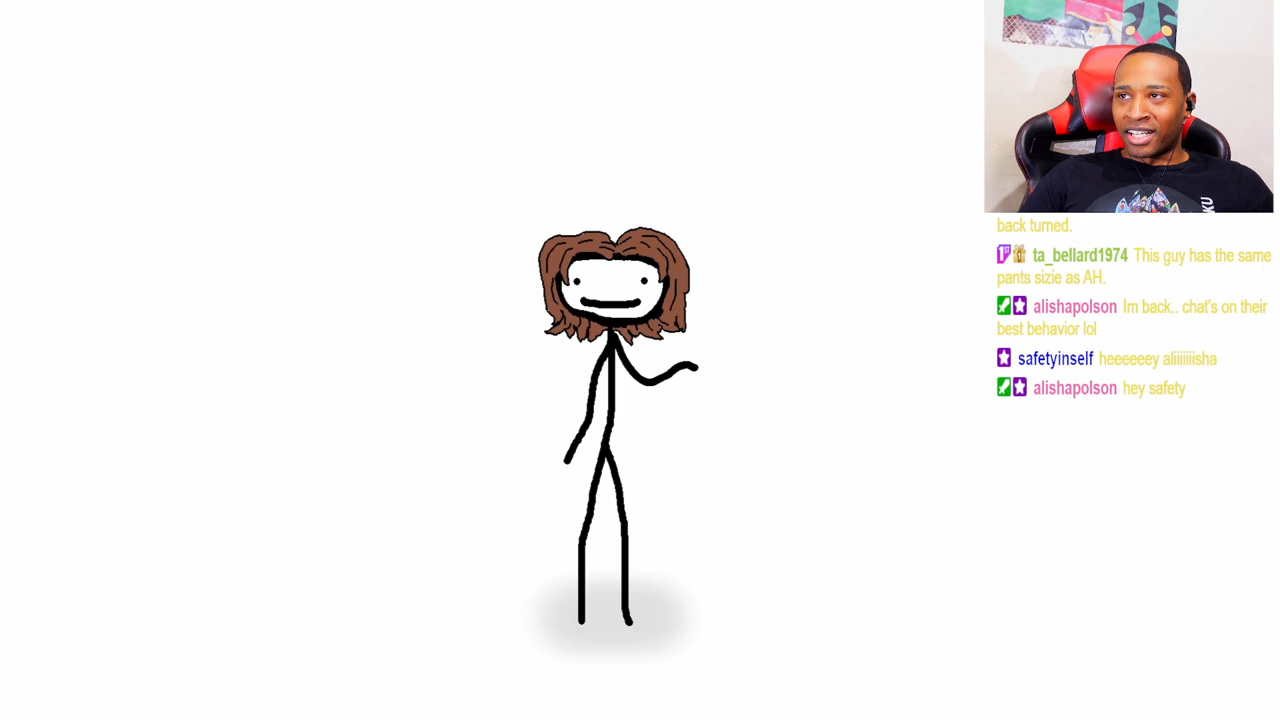 back turned.
ta_bellard1974 This guy has the same
pants sizie as AH.
alishapolson Im back.. chat's on their
best behavior lol
safetyinself heeeeeey aliiiiiiiisha
alishapolson hey safety